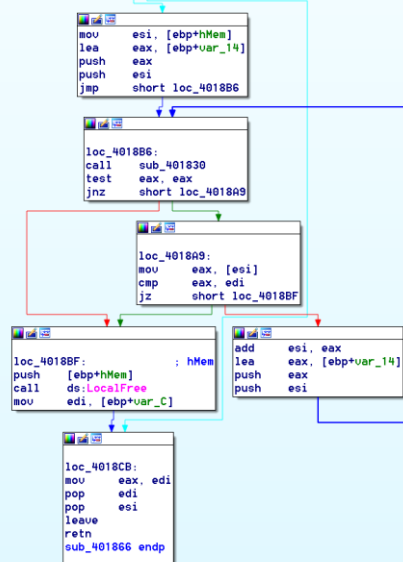 mov esi, [ebp+hMem]
lea eax, [ebp+var_14]
push eax
push esi
jmp short loc_4018B6
loc_4018B6:
call sub_401830
test eax, eax
jnz short loc_4018A9
loc_4018A9:
mov eax, [esi]
cmp eax, edi
jz short loc_4018BF
loc_4018BF: ; hMem
push [ebp+hMem]
call ds:LocalFree
mov edi, [ebp+var_C]
add esi, eax
lea eax, [ebp+var_14]
push eax
push esi
loc_4018CB:
mov eax, edi
pop edi
pop esi
leave
retn
sub_401866 endp